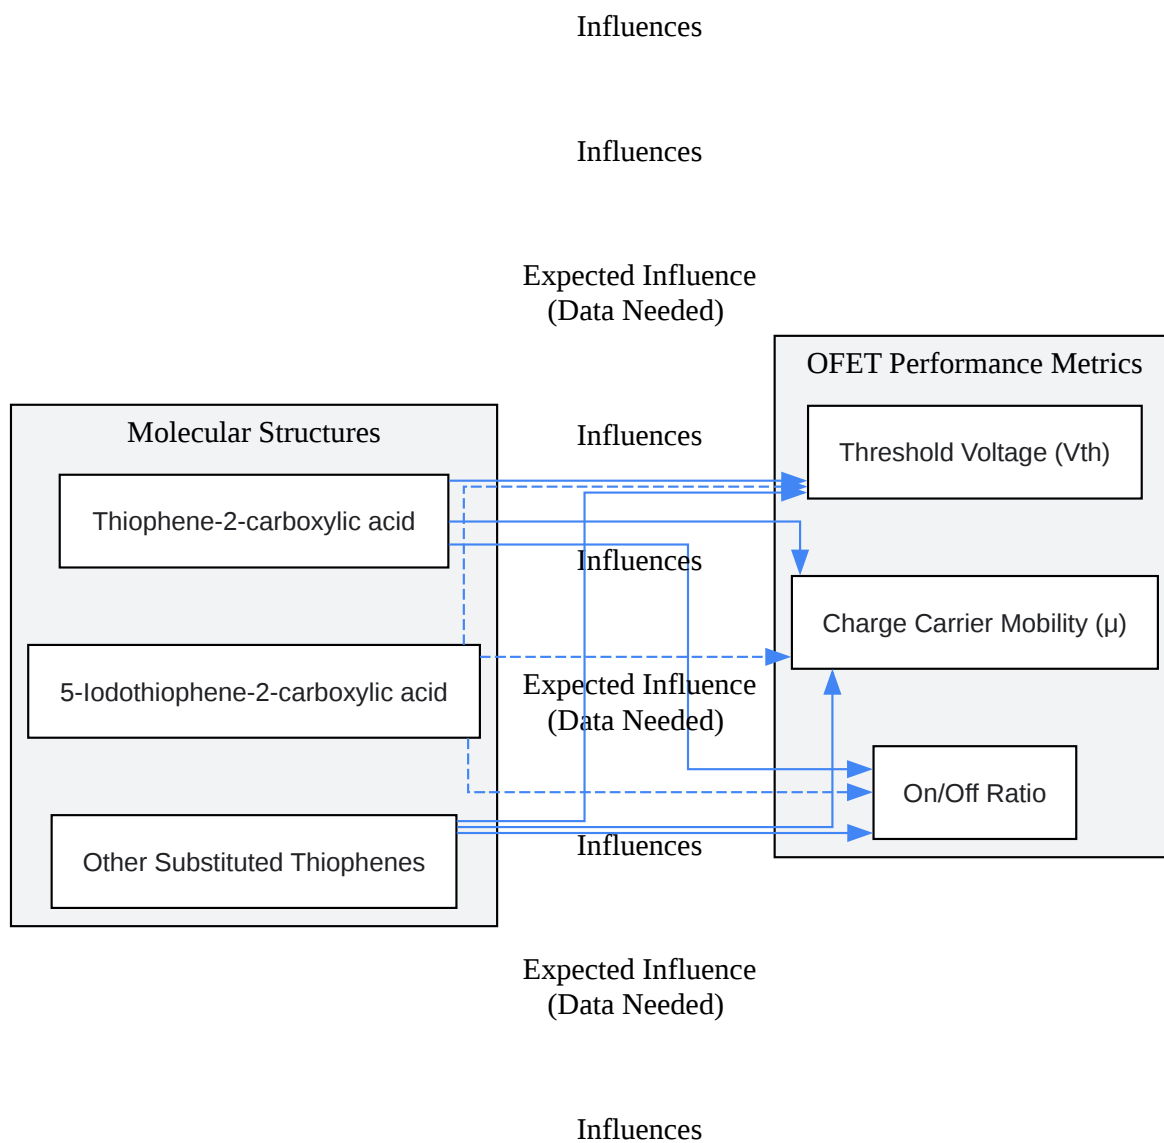 Influences
Influences
Expected Influence
(Data Needed)
OFET Performance Metrics
Molecular Structures
Influences
Threshold Voltage (Vth)
Thiophene-2-carboxylic acid
Influences
Charge Carrier Mobility (μ)
5-Iodothiophene-2-carboxylic acid
Expected Influence
(Data Needed)
On/Off Ratio
Other Substituted Thiophenes
Influences
Expected Influence
(Data Needed)
Influences